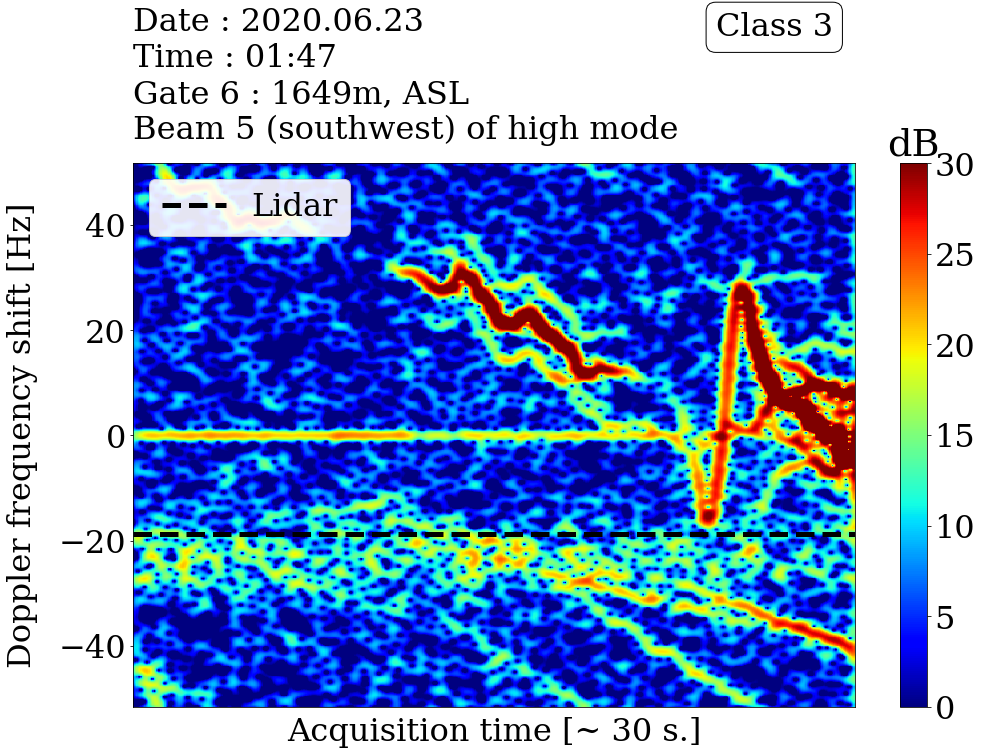 Date : 2020.06.23
Time : 01:47
Gate 6 : 1649m, ASL
Beam 5 (southwest) of high mode
Class 3
dB
Lidar
Doppler frequency shift [Hz]
40
20
0
−20
−40
30
25
20
15
10
5
0
Acquisition time [~ 30 s.]